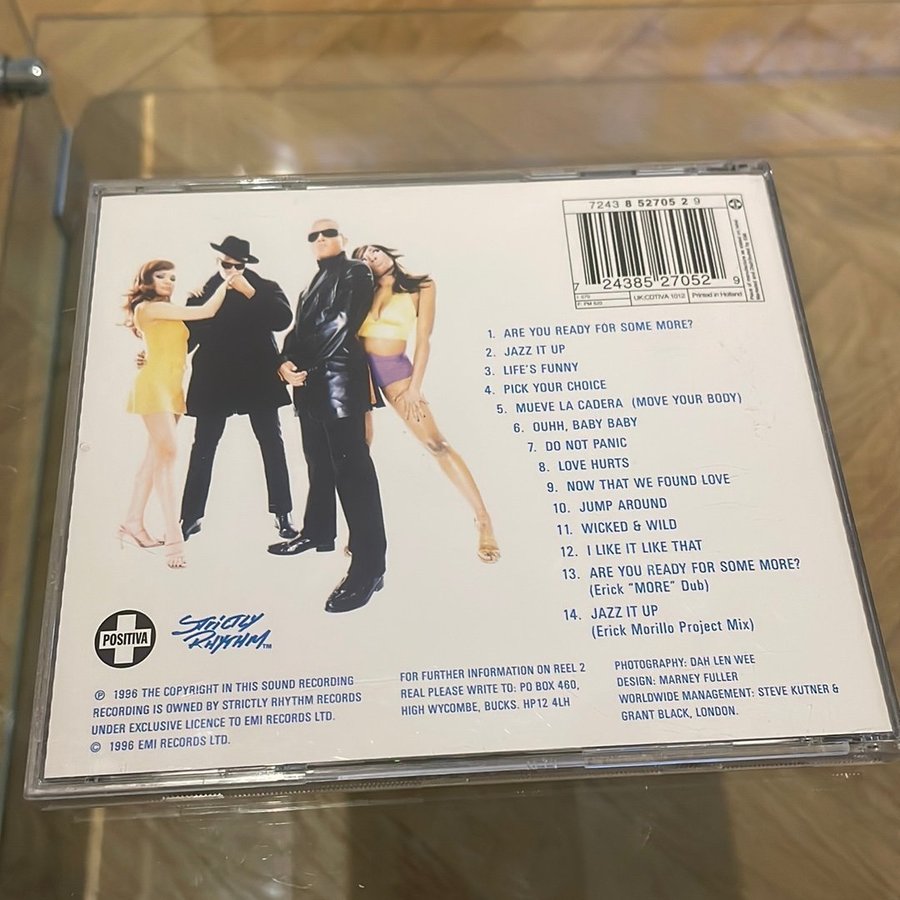 7243 8 52705 2 9
7 24385 27052 9
UK:CDTIVA 1012
Printed in Holland
1. ARE YOU READY FOR SOME MORE?
2. JAZZ IT UP
3. LIFE'S FUNNY
4. PICK YOUR CHOICE
5. MUEVE LA CADERA (MOVE YOUR BODY)
6. OUHH, BABY BABY
7. DO NOT PANIC
8. LOVE HURTS
9. NOW THAT WE FOUND LOVE
10. JUMP AROUND
11. WICKED & WILD
12. I LIKE IT LIKE THAT
13. ARE YOU READY FOR SOME MORE?
(Erick "MORE" Dub)
14. JAZZ IT UP
(Erick Morillo Project Mix)
POSITIVA
STRICTLY
RHYTHM TM
℗ 1996 THE COPYRIGHT IN THIS SOUND RECORDING
RECORDING IS OWNED BY STRICTLY RHYTHM RECORDS
UNDER EXCLUSIVE LICENCE TO EMI RECORDS LTD.
© 1996 EMI RECORDS LTD.
FOR FURTHER INFORMATION ON REEL 2
REAL PLEASE WRITE TO: PO BOX 460,
HIGH WYCOMBE, BUCKS. HP12 4LH
PHOTOGRAPHY: DAH LEN WEE
DESIGN: MARNEY FULLER
WORLDWIDE MANAGEMENT: STEVE KUTNER &
GRANT BLACK, LONDON.